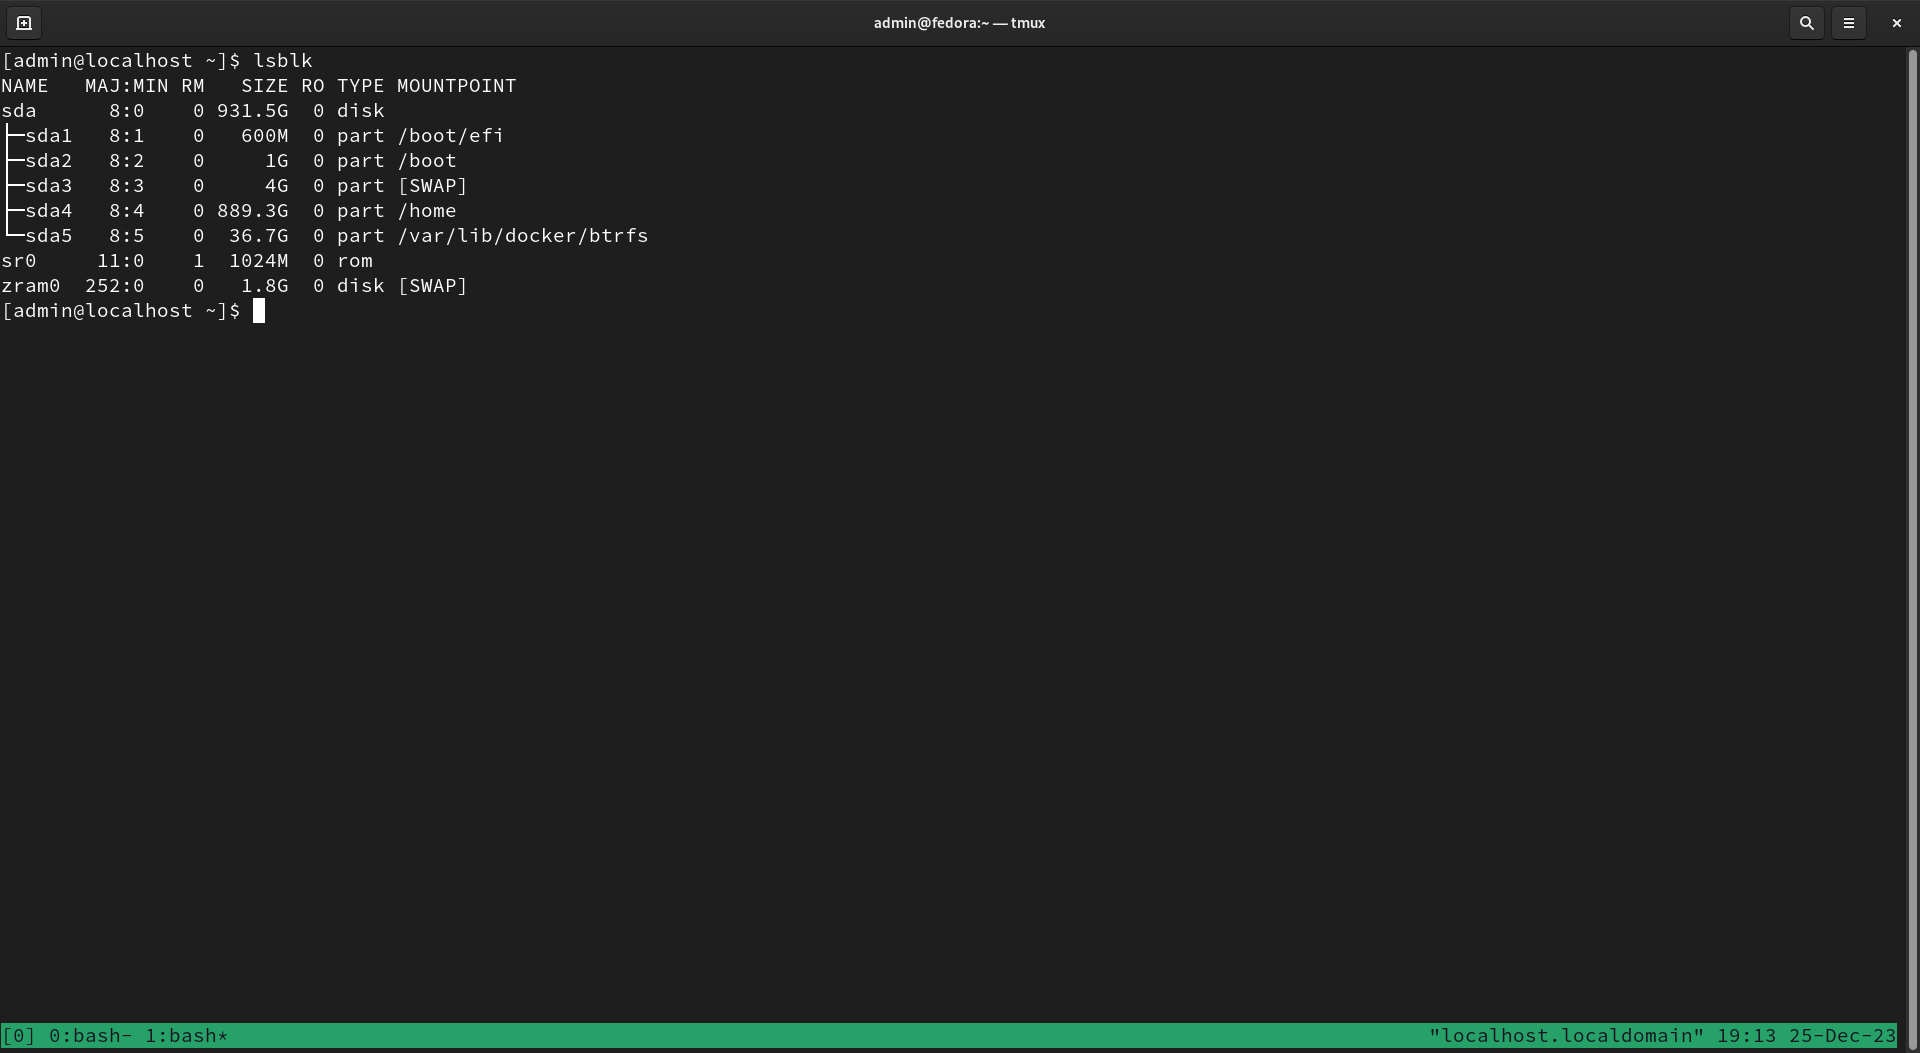 admin@fedora:~ — tmux
[admin@localhost ~]$ lsblk
NAME   MAJ:MIN RM   SIZE RO TYPE MOUNTPOINT
sda      8:0    0 931.5G  0 disk
├─sda1   8:1    0   600M  0 part /boot/efi
├─sda2   8:2    0     1G  0 part /boot
├─sda3   8:3    0     4G  0 part [SWAP]
├─sda4   8:4    0 889.3G  0 part /home
└─sda5   8:5    0  36.7G  0 part /var/lib/docker/btrfs
sr0     11:0    1  1024M  0 rom
zram0  252:0    0   1.8G  0 disk [SWAP]
[admin@localhost ~]$
[0] 0:bash- 1:bash* "localhost.localdomain" 19:13 25-Dec-23